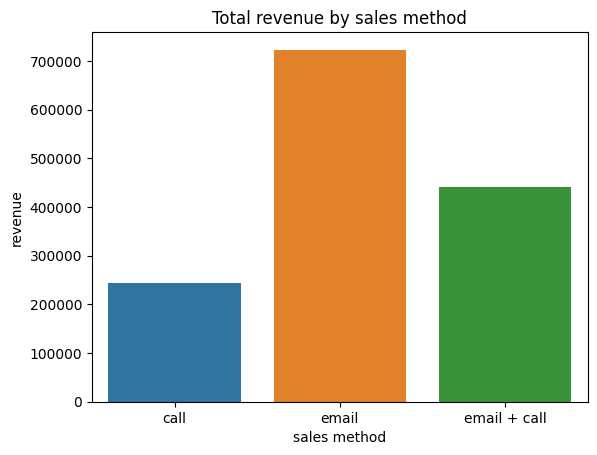 Total revenue by sales method
revenue
700000
600000
500000
400000
300000
200000
100000
0
call
email
email + call
sales method